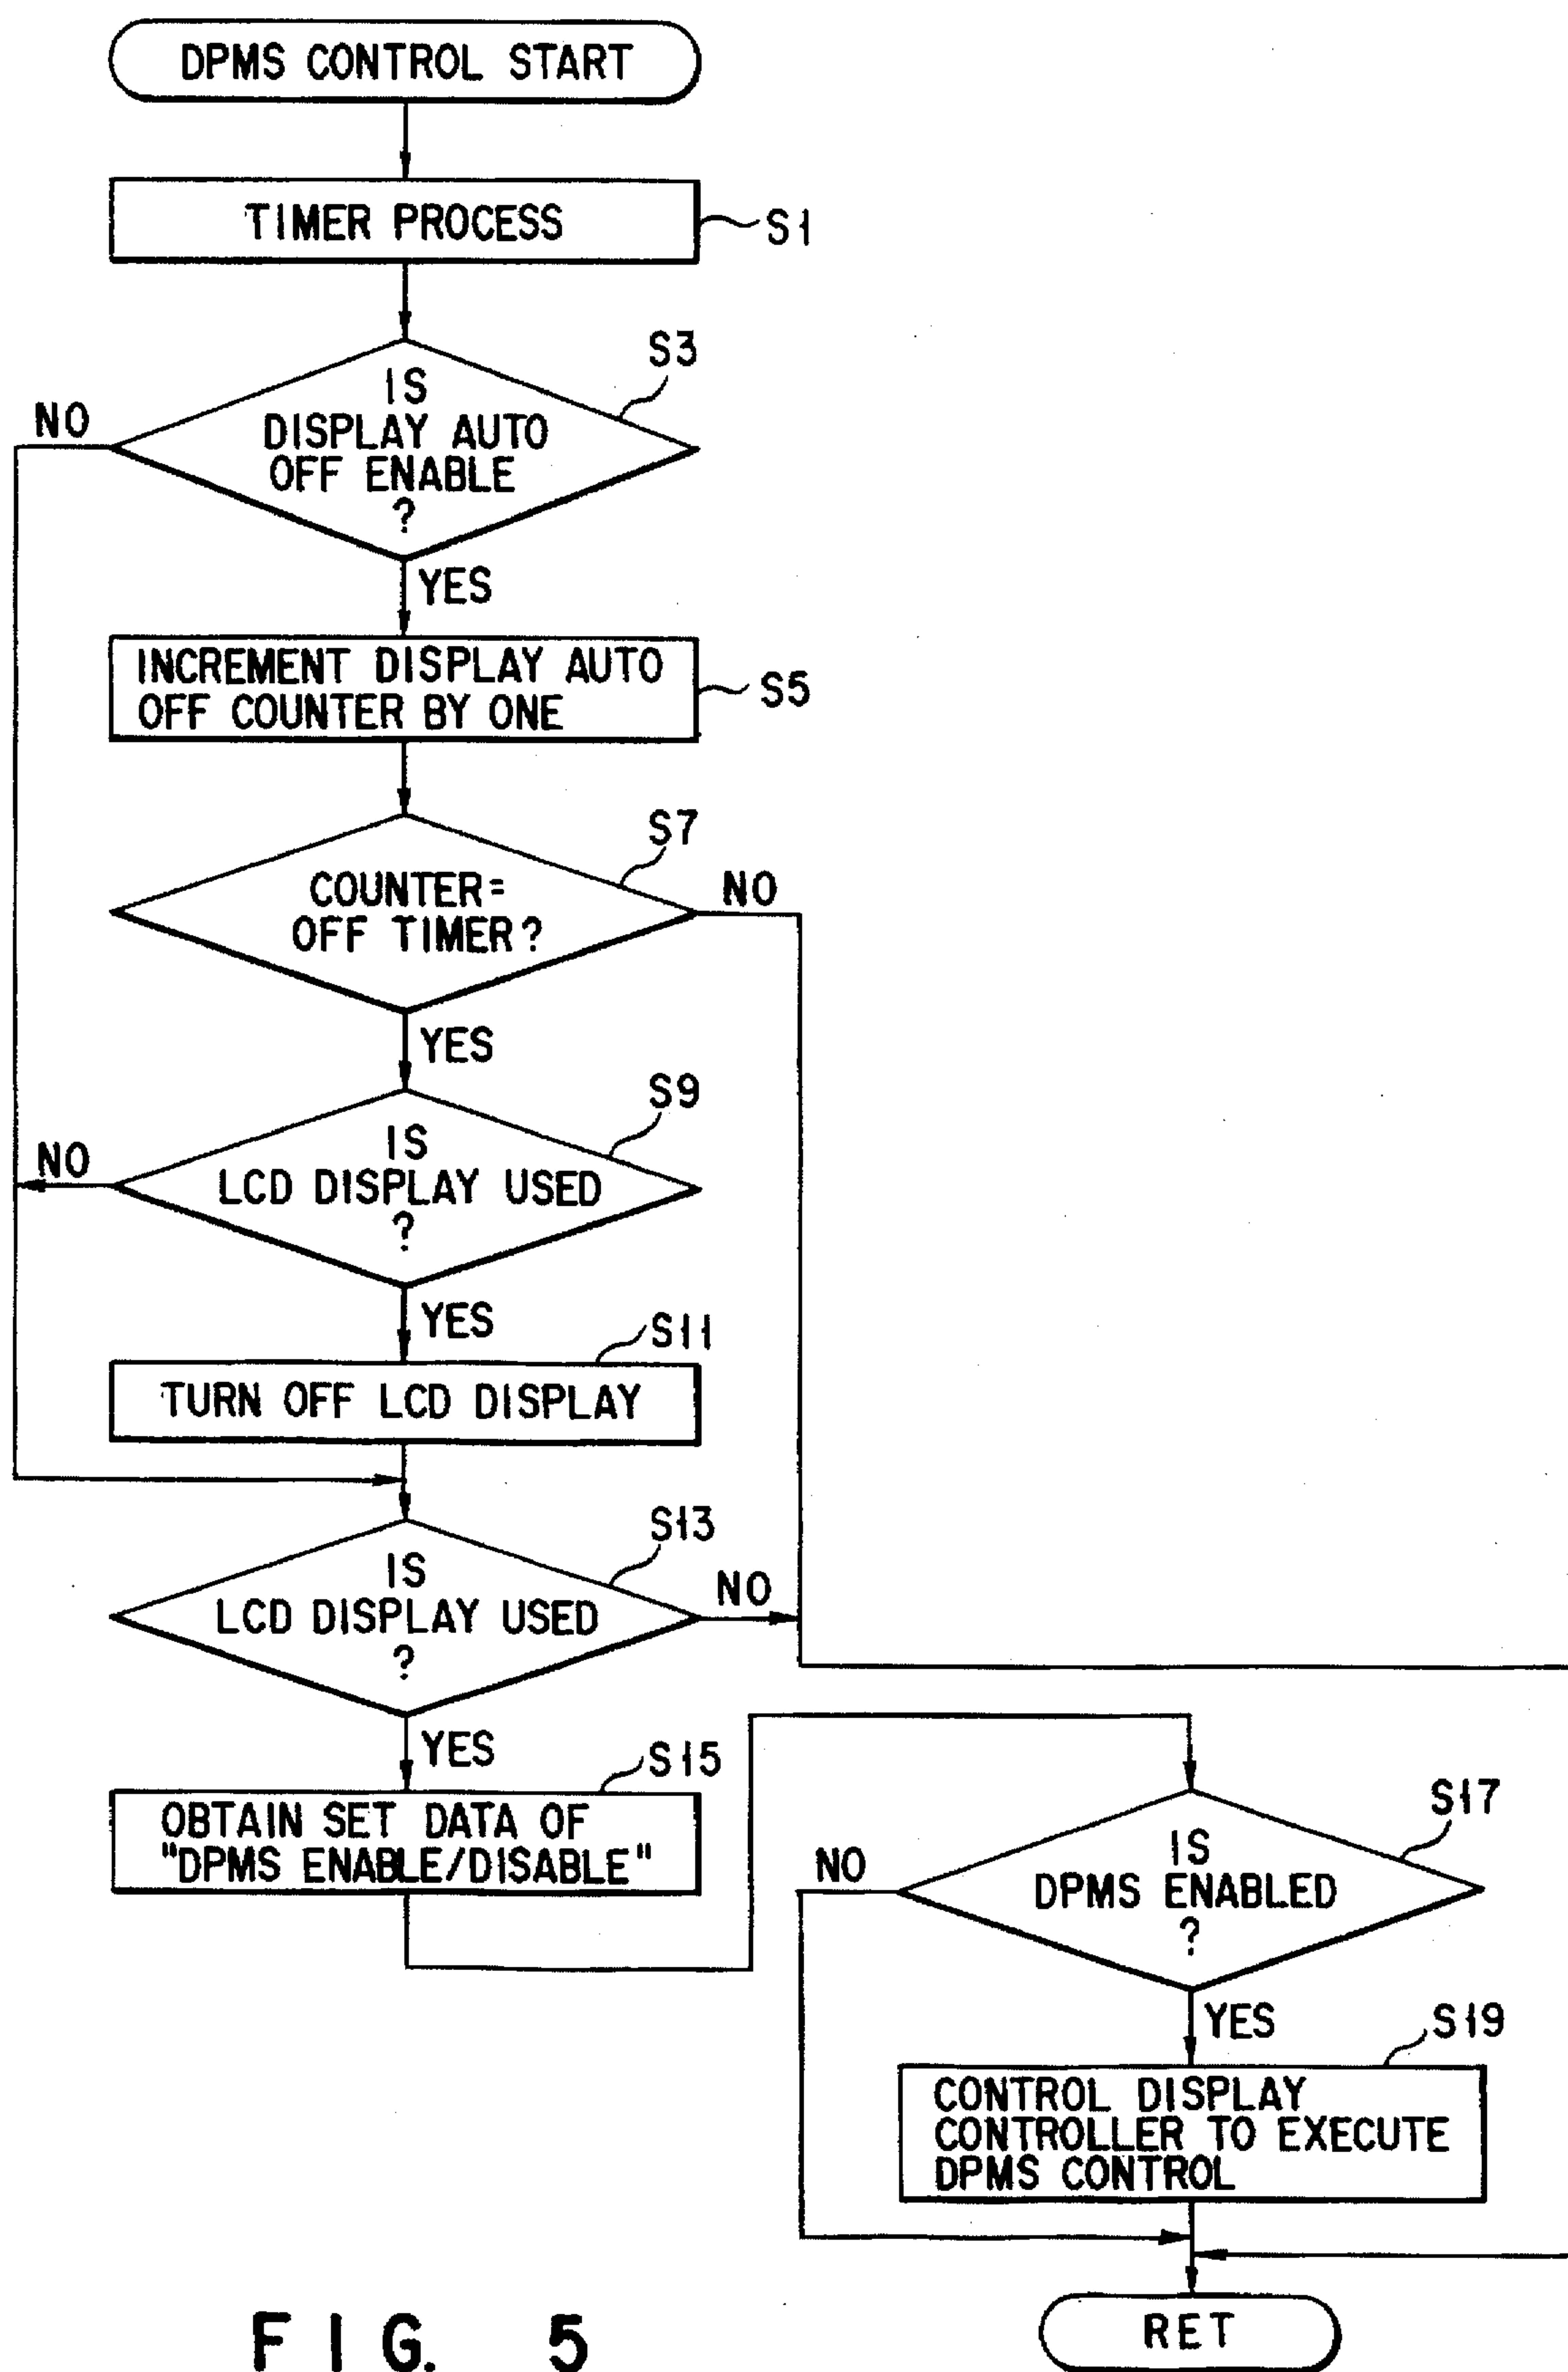 DPMS CONTROL START
TIMER PROCESS
S1
S3
IS
DISPLAY AUTO
OFF ENABLE
?
NO
YES
INCREMENT DISPLAY AUTO
OFF COUNTER BY ONE
S5
S7
COUNTER=
OFF TIMER?
NO
YES
S9
IS
LCD DISPLAY USED
?
NO
YES
S11
TURN OFF LCD DISPLAY
S13
IS
LCD DISPLAY USED
?
NO
YES
S15
OBTAIN SET DATA OF
"DPMS ENABLE/DISABLE"
S17
IS
DPMS ENABLED
?
NO
YES
S19
CONTROL DISPLAY
CONTROLLER TO EXECUTE
DPMS CONTROL
RET
FIG. 5